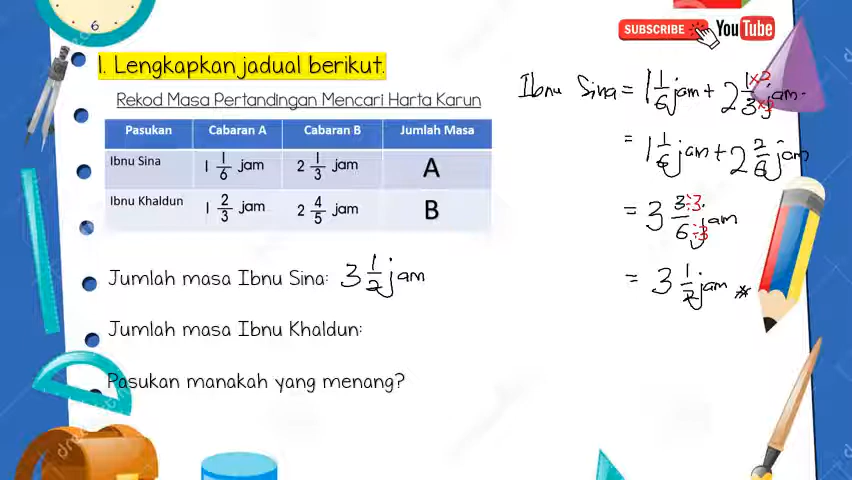 6
SUBSCRIBE YouTube
1. Lengkapkan jadual berikut.
Rekod Masa Pertandingan Mencari Harta Karun
Pasukan Cabaran A Cabaran B Jumlah Masa
Ibnu Sina 1 1/6 jam 2 1/3 jam A
Ibnu Khaldun 1 2/3 jam 2 4/5 jam B
Jumlah masa Ibnu Sina: 3 1/2 jam
Jumlah masa Ibnu Khaldun:
Pasukan manakah yang menang?
Ibnu Sina = 1 1/6 jam + 2 1×2/3×2 jam
= 1 1/6 jam + 2 2/6 jam
= 3 3÷3/6÷3 jam
= 3 1/2 jam